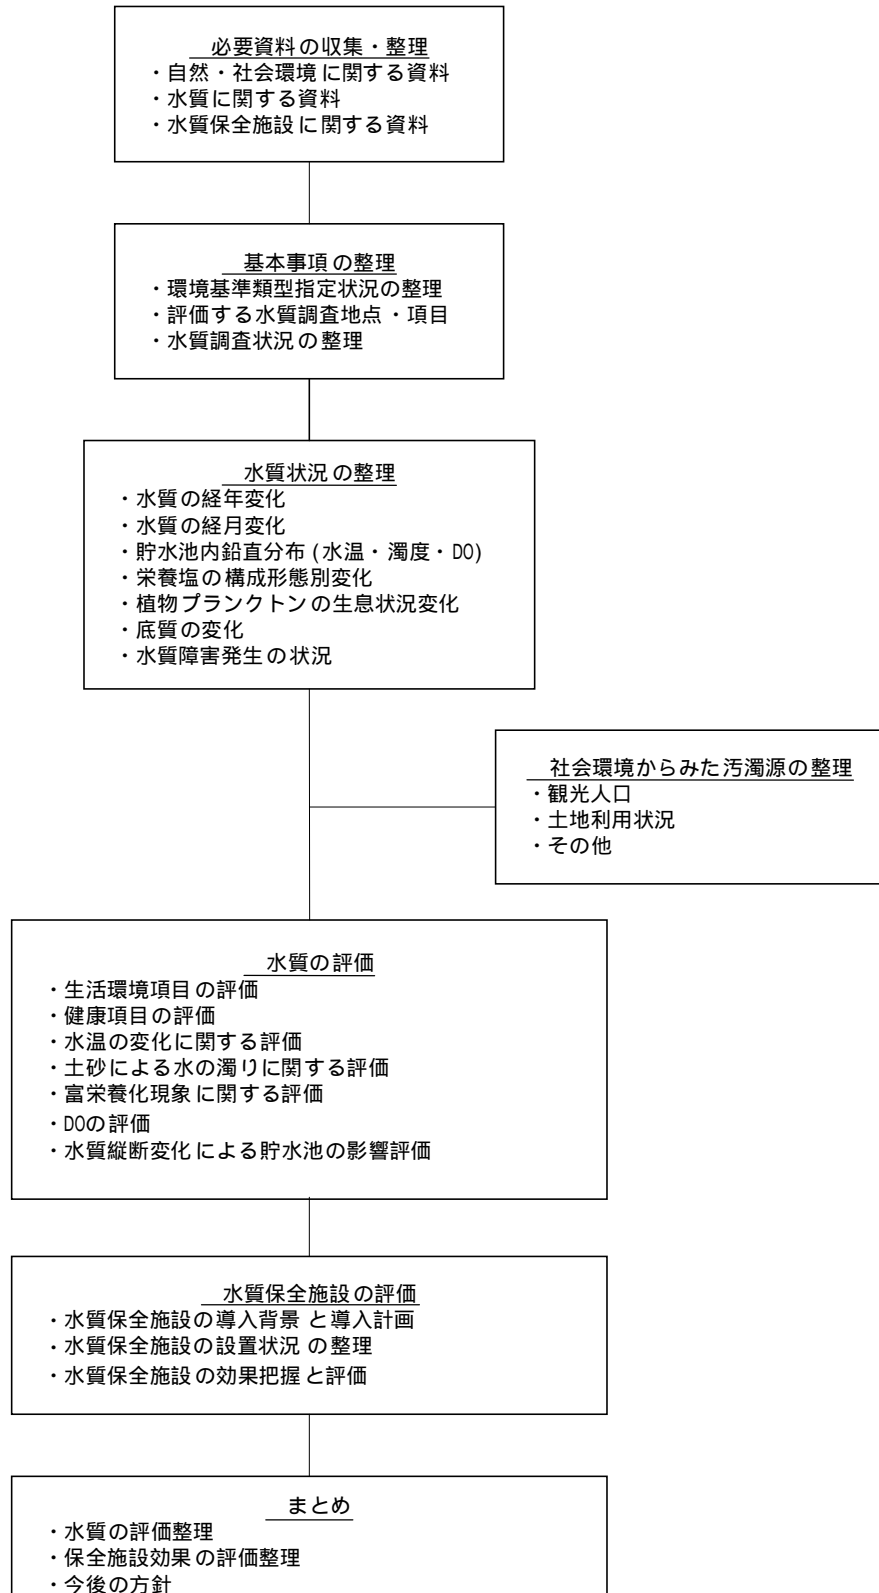 必要資料の収集・整理
・自然・社会環境に関する資料
・水質に関する資料
・水質保全施設に関する資料
基本事項の整理
・環境基準類型指定状況の整理
・評価する水質調査地点・項目
・水質調査状況の整理
水質状況の整理
・水質の経年変化
・水質の経月変化
・貯水池内鉛直分布(水温・濁度・DO)
・栄養塩の構成形態別変化
・植物プランクトンの生息状況変化
・底質の変化
・水質障害発生の状況
社会環境からみた汚濁源の整理
・観光人口
・土地利用状況
・その他
水質の評価
・生活環境項目の評価
・健康項目の評価
・水温の変化に関する評価
・土砂による水の濁りに関する評価
・富栄養化現象に関する評価
・DOの評価
・水質縦断変化による貯水池の影響評価
水質保全施設の評価
・水質保全施設の導入背景と導入計画
・水質保全施設の設置状況の整理
・水質保全施設の効果把握と評価
まとめ
・水質の評価整理
・保全施設効果の評価整理
・今後の方針